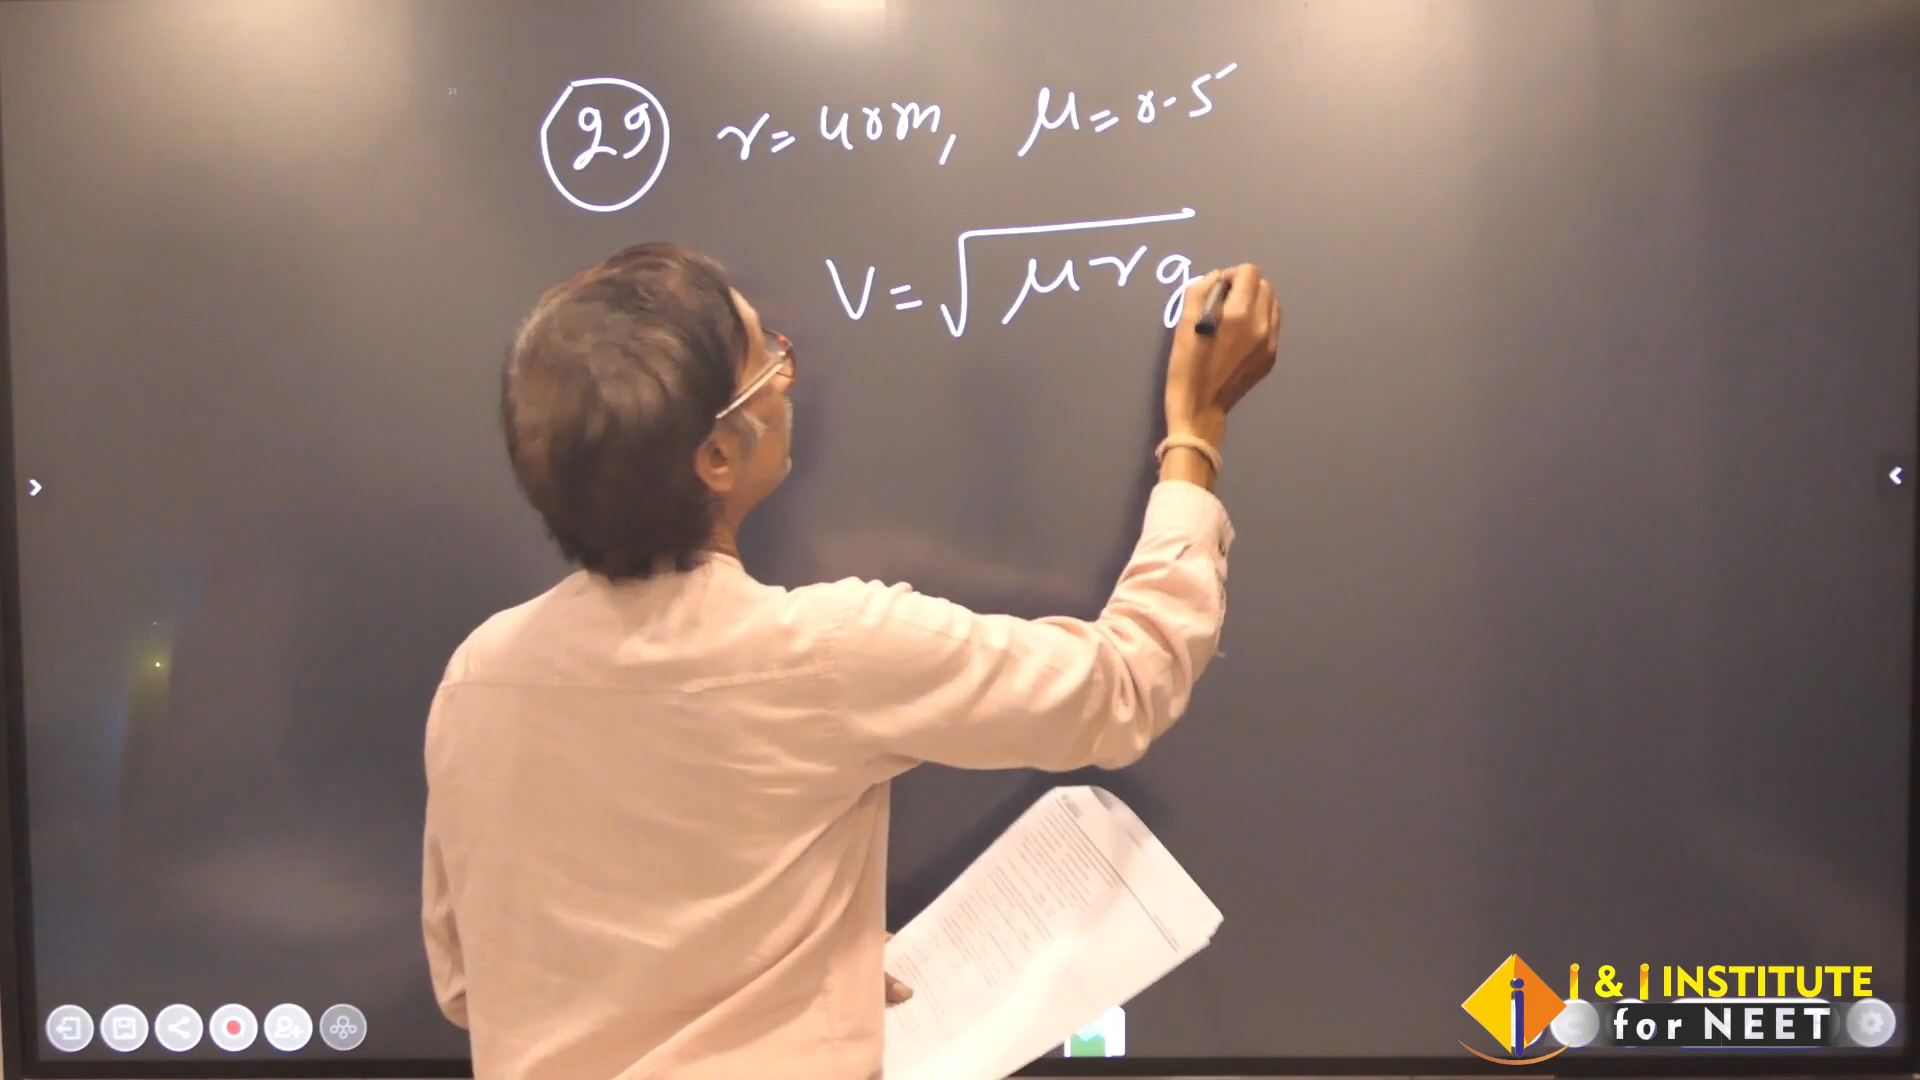 29 r = 40m, μ = 0.5
V = √μrg
i & j INSTITUTE
for NEET